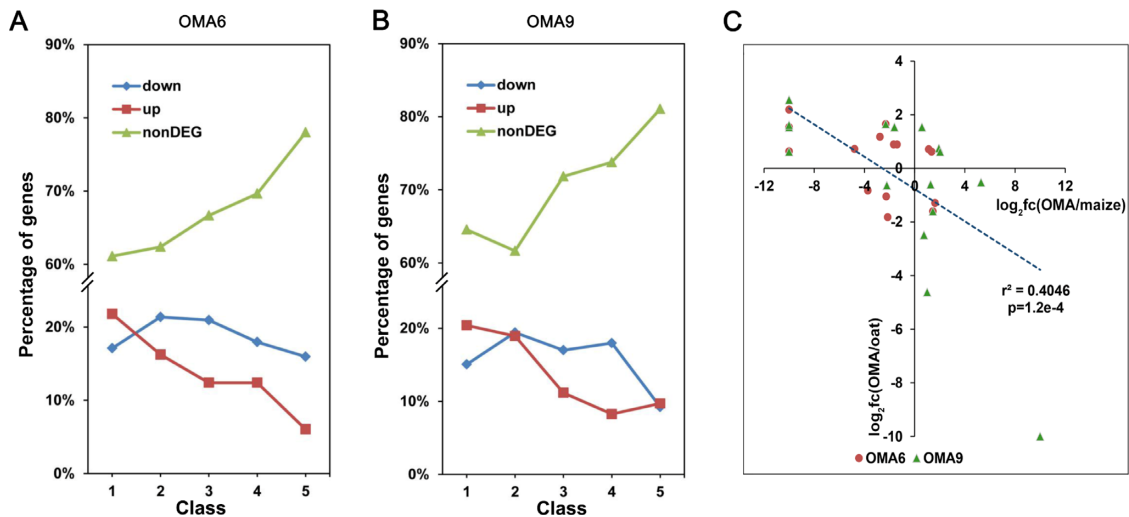 A
OMA6
90%
80%
70%
60%
20%
10%
0%
Percentage of genes
down
up
nonDEG
1 2 3 4 5
Class
B
OMA9
90%
80%
70%
60%
20%
10%
0%
Percentage of genes
down
up
nonDEG
1 2 3 4 5
Class
C
4
2
0
-2
-4
-6
-8
-10
-12 -8 -4 0 4 8 12
log₂fc(OMA/maize)
log₂fc(OMA/oat)
r² = 0.4046
p=1.2e-4
OMA6 OMA9